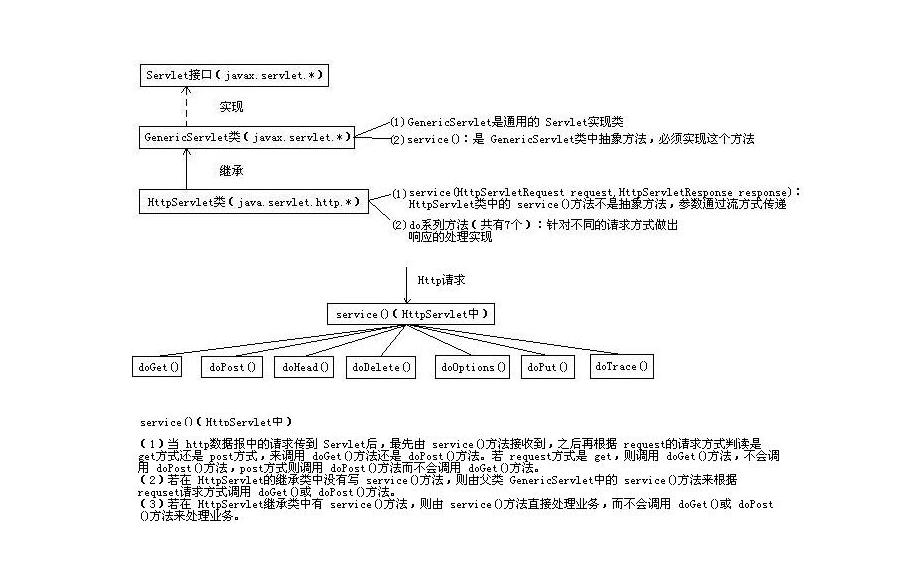 Servlet接口(javax.servlet.*)
实现
GenericServlet类(javax.servlet.*)
(1)GenericServlet是通用的 Servlet实现类
(2)service()：是 GenericServlet类中抽象方法，必须实现这个方法
继承
HttpServlet类(java.servlet.http.*)
(1)service(HttpServletRequest request,HttpServletResponse response)：
HttpServlet类中的 service()方法不是抽象方法，参数通过流方式传递
(2)do系列方法(共有7个)：针对不同的请求方式做出
响应的处理实现
Http请求
service()(HttpServlet中)
doGet() doPost() doHead() doDelete() doOptions() doPut() doTrace()
service()(HttpServlet中)
(1)当 http数据报中的请求传到 Servlet后，最先由 service()方法接收到，之后再根据 request的请求方式判读是
get方式还是 post方式，来调用 doGet()方法还是 doPost()方法。若 request方式是 get，则调用 doGet()方法，不会调
用 doPost()方法，post方式则调用 doPost()方法而不会调用 doGet()方法。
(2)若在 HttpServlet的继承类中没有写 service()方法，则由父类 GenericServlet中的 service()方法来根据
requset请求方式调用 doGet()或 doPost()方法。
(3)若在 HttpServlet继承类中有 service()方法，则由 service()方法直接处理业务，而不会调用 doGet()或 doPost
()方法来处理业务。